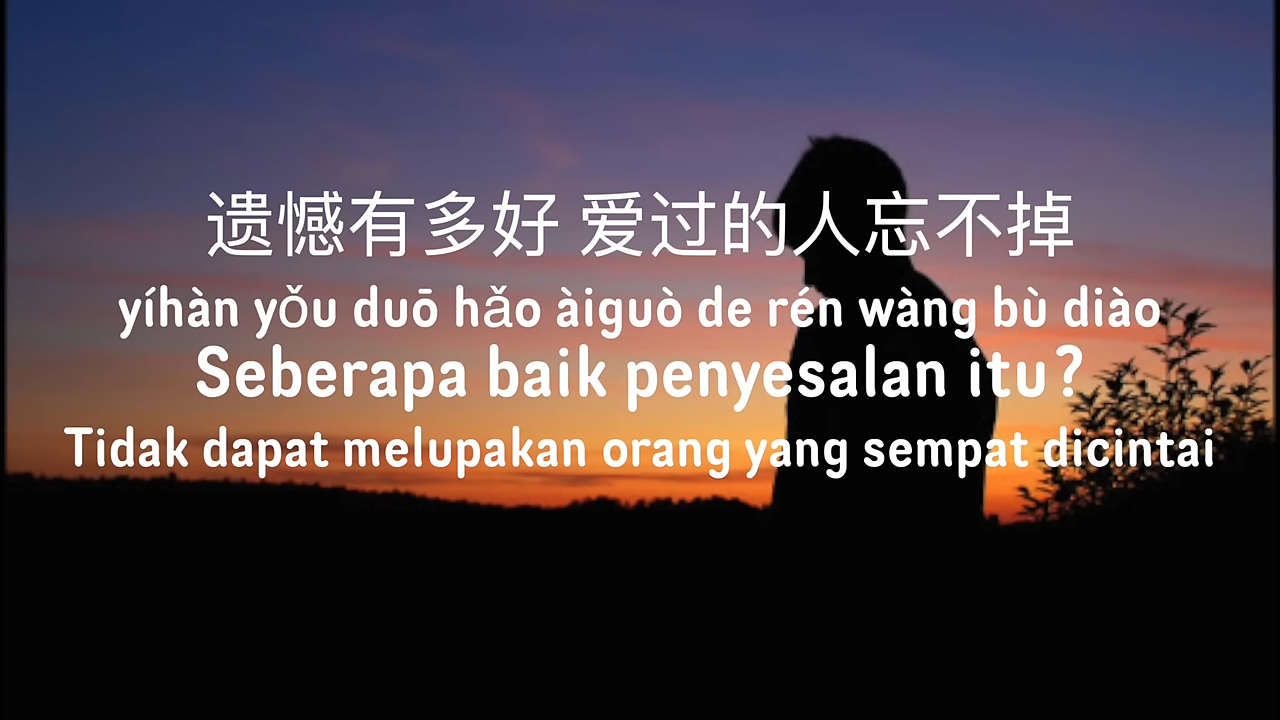 遗憾有多好 爱过的人忘不掉
yíhàn yǒu duō hǎo àiguò de rén wàng bù diào
Seberapa baik penyesalan itu?
Tidak dapat melupakan orang yang sempat dicintai